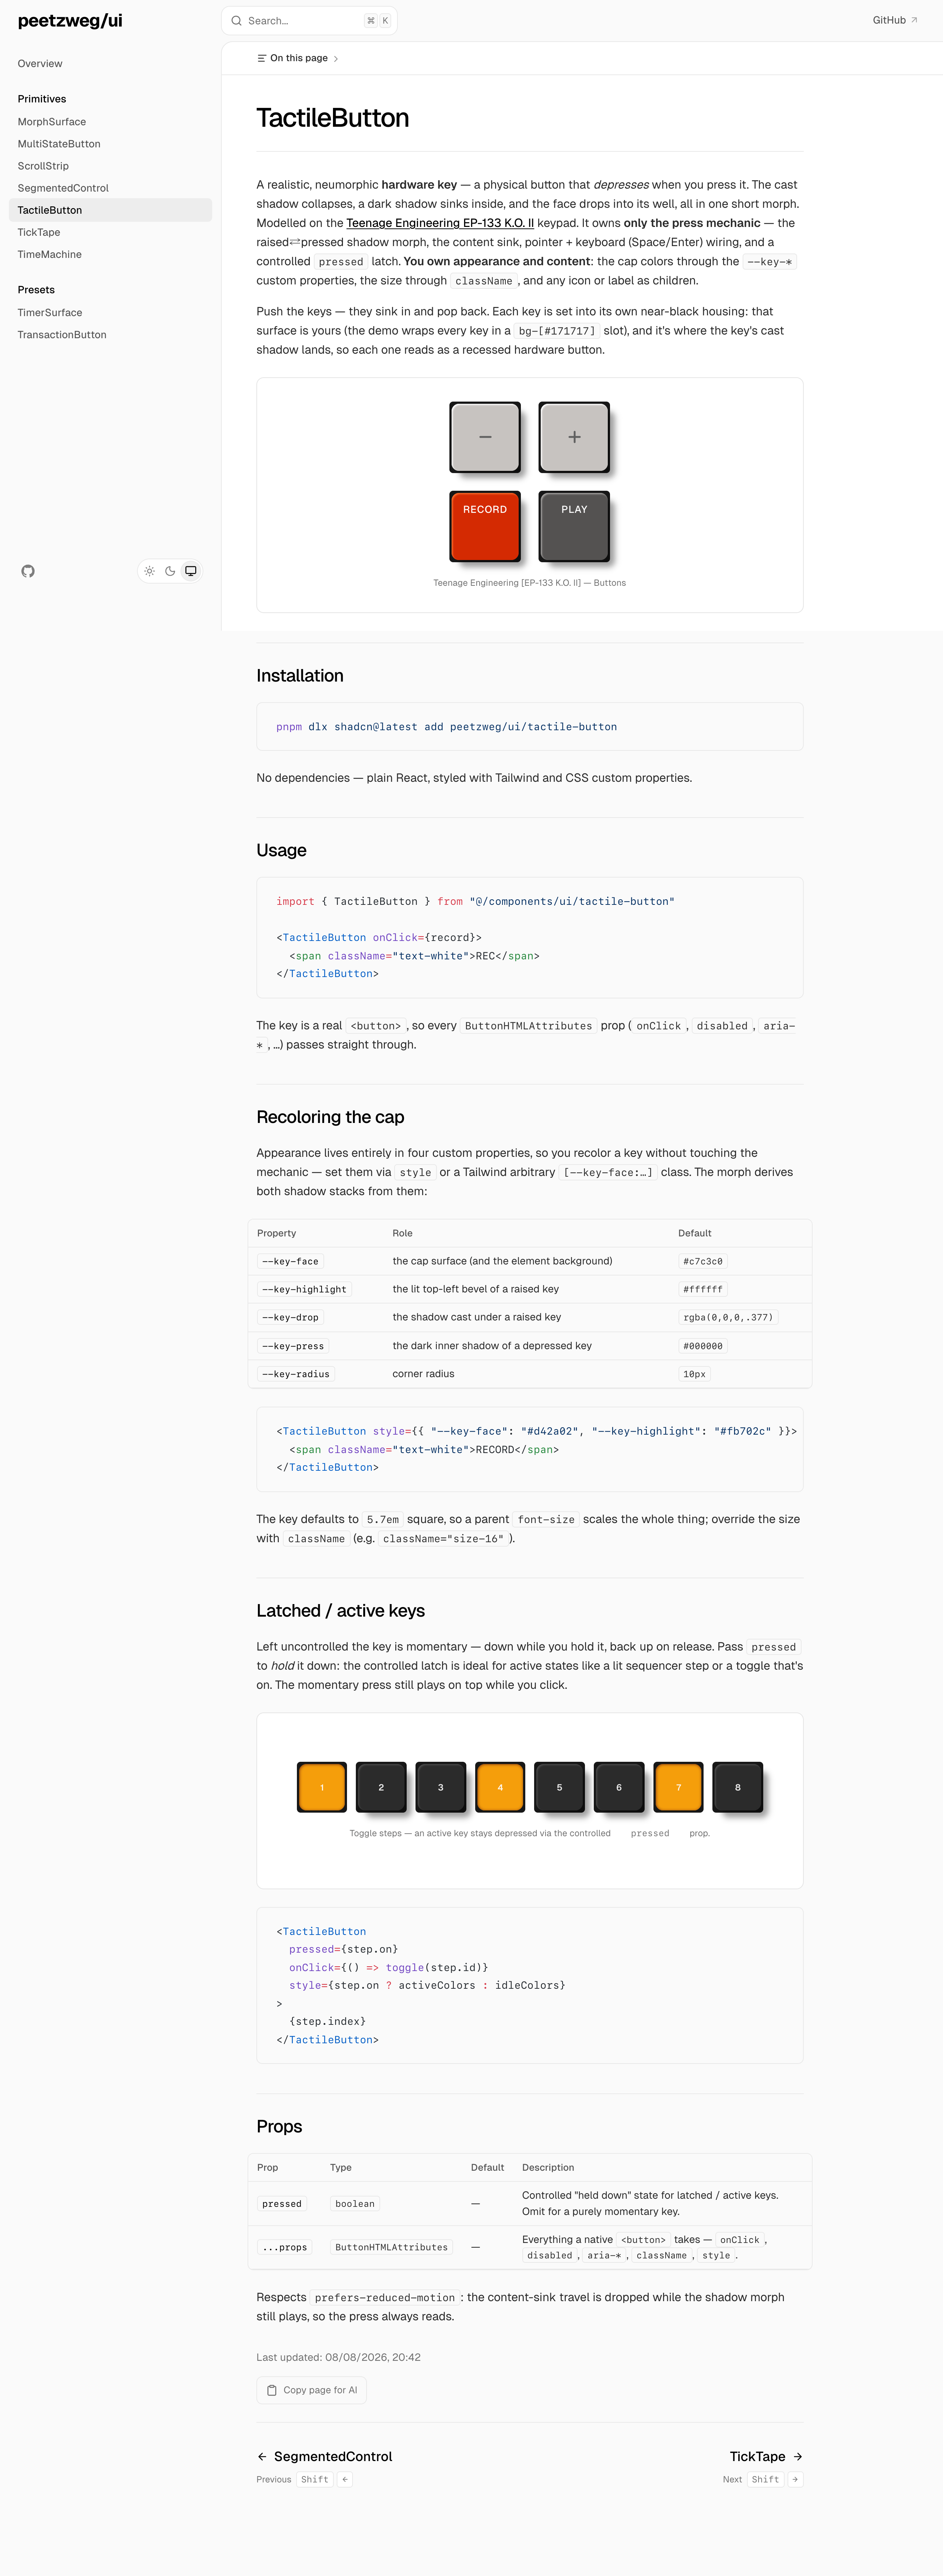 peetzweg/ui
Search...
⌘ K
GitHub ↗
Overview
Primitives
MorphSurface
MultiStateButton
ScrollStrip
SegmentedControl
TactileButton
TickTape
TimeMachine
Presets
TimerSurface
TransactionButton
On this page
TactileButton
A realistic, neumorphic hardware key — a physical button that depresses when you press it. The cast
shadow collapses, a dark shadow sinks inside, and the face drops into its well, all in one short morph.
Modelled on the Teenage Engineering EP-133 K.O. II keypad. It owns only the press mechanic — the
raised⇄pressed shadow morph, the content sink, pointer + keyboard (Space/Enter) wiring, and a
controlled pressed latch. You own appearance and content: the cap colors through the --key-*
custom properties, the size through className, and any icon or label as children.
Push the keys — they sink in and pop back. Each key is set into its own near-black housing: that
surface is yours (the demo wraps every key in a bg-[#171717] slot), and it's where the key's cast
shadow lands, so each one reads as a recessed hardware button.
− +
RECORD PLAY
Teenage Engineering [EP-133 K.O. II] — Buttons
Installation
pnpm dlx shadcn@latest add peetzweg/ui/tactile-button
No dependencies — plain React, styled with Tailwind and CSS custom properties.
Usage
import { TactileButton } from "@/components/ui/tactile-button"
<TactileButton onClick={record}>
<span className="text-white">REC</span>
</TactileButton>
The key is a real <button>, so every ButtonHTMLAttributes prop (onClick, disabled, aria-
*, …) passes straight through.
Recoloring the cap
Appearance lives entirely in four custom properties, so you recolor a key without touching the
mechanic — set them via style or a Tailwind arbitrary [--key-face:…] class. The morph derives
both shadow stacks from them:
Property Role Default
--key-face the cap surface (and the element background) #c7c3c0
--key-highlight the lit top-left bevel of a raised key #ffffff
--key-drop the shadow cast under a raised key rgba(0,0,0,.377)
--key-press the dark inner shadow of a depressed key #000000
--key-radius corner radius 10px
<TactileButton style={{ "--key-face": "#d42a02", "--key-highlight": "#fb702c" }}>
<span className="text-white">RECORD</span>
</TactileButton>
The key defaults to 5.7em square, so a parent font-size scales the whole thing; override the size
with className (e.g. className="size-16").
Latched / active keys
Left uncontrolled the key is momentary — down while you hold it, back up on release. Pass pressed
to hold it down: the controlled latch is ideal for active states like a lit sequencer step or a toggle that's
on. The momentary press still plays on top while you click.
1 2 3 4 5 6 7 8
Toggle steps — an active key stays depressed via the controlled pressed prop.
<TactileButton
pressed={step.on}
onClick={() => toggle(step.id)}
style={step.on ? activeColors : idleColors}
>
{step.index}
</TactileButton>
Props
Prop Type Default Description
pressed boolean — Controlled "held down" state for latched / active keys.
Omit for a purely momentary key.
...props ButtonHTMLAttributes — Everything a native <button> takes — onClick,
disabled, aria-*, className, style.
Respects prefers-reduced-motion: the content-sink travel is dropped while the shadow morph
still plays, so the press always reads.
Last updated: 08/08/2026, 20:42
Copy page for AI
← SegmentedControl
Previous Shift ←
TickTape →
Next Shift →